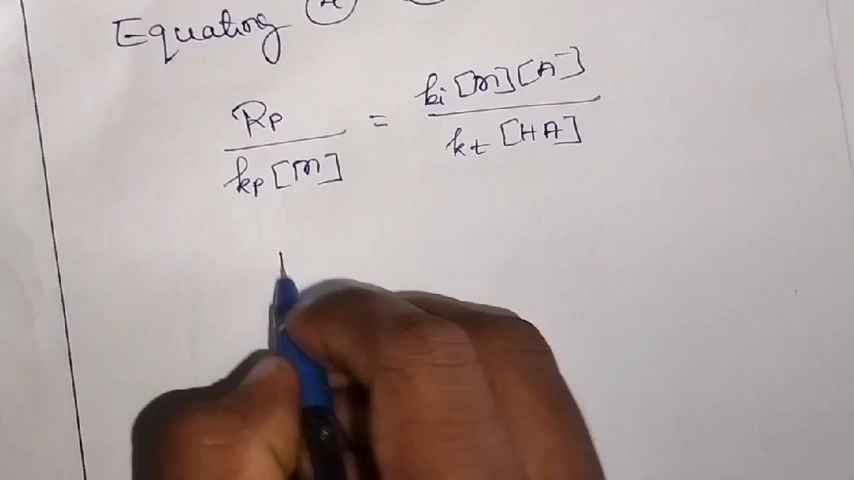 Equating
Rp / kp [M] = ki [M] [A⁻] / kt [HA]